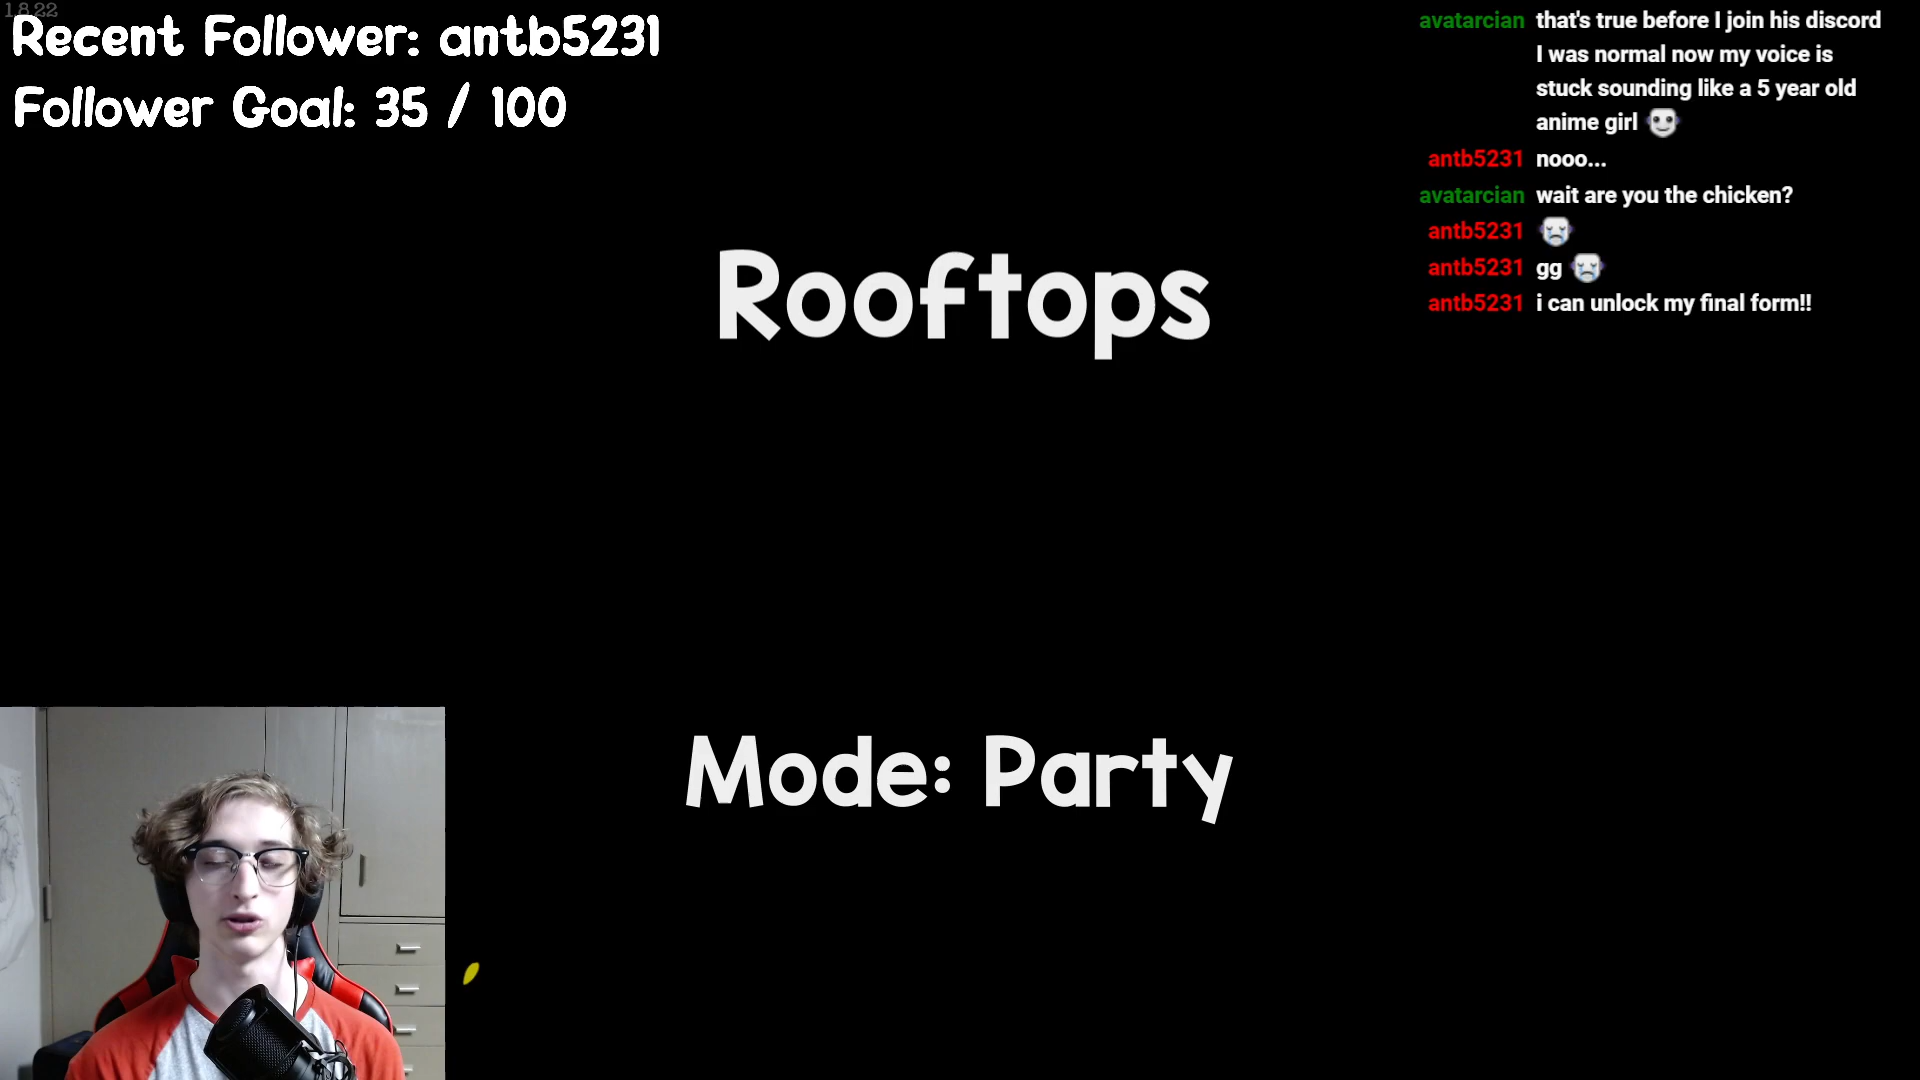 18.22
Recent Follower: antb5231
Follower Goal: 35 / 100
avatarcian that's true before I join his discord
I was normal now my voice is
stuck sounding like a 5 year old
anime girl
antb5231 nooo...
avatarcian wait are you the chicken?
antb5231
antb5231 gg
antb5231 i can unlock my final form!!
Rooftops
Mode: Party